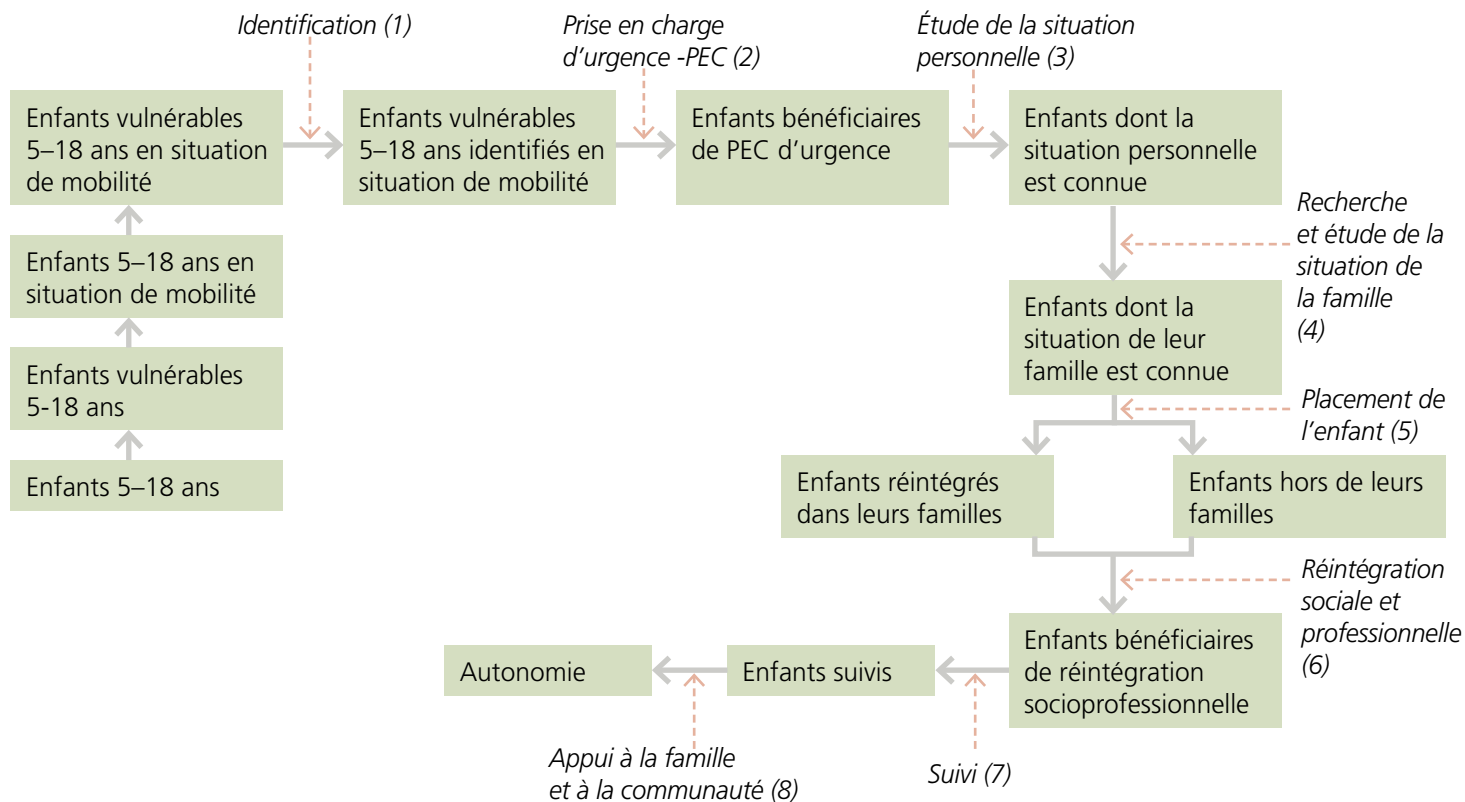 Identification (1)
Prise en charge
d’urgence -PEC (2)
Étude de la situation
personnelle (3)
Enfants vulnérables
5–18 ans en situation
de mobilité
Enfants vulnérables
5–18 ans identifiés en
situation de mobilité
Enfants bénéficiaires
de PEC d’urgence
Enfants dont la
situation personnelle
est connue
Recherche
et étude de la
situation de
la famille
(4)
Enfants 5–18 ans en
situation de mobilité
Enfants dont la
situation de leur
famille est connue
Enfants vulnérables
5-18 ans
Placement de
l’enfant (5)
Enfants 5–18 ans
Enfants réintégrés
dans leurs familles
Enfants hors de leurs
familles
Réintégration
sociale et
professionnelle
(6)
Enfants bénéficiaires
de réintégration
socioprofessionnelle
Enfants suivis
Autonomie
Suivi (7)
Appui à la famille
et à la communauté (8)